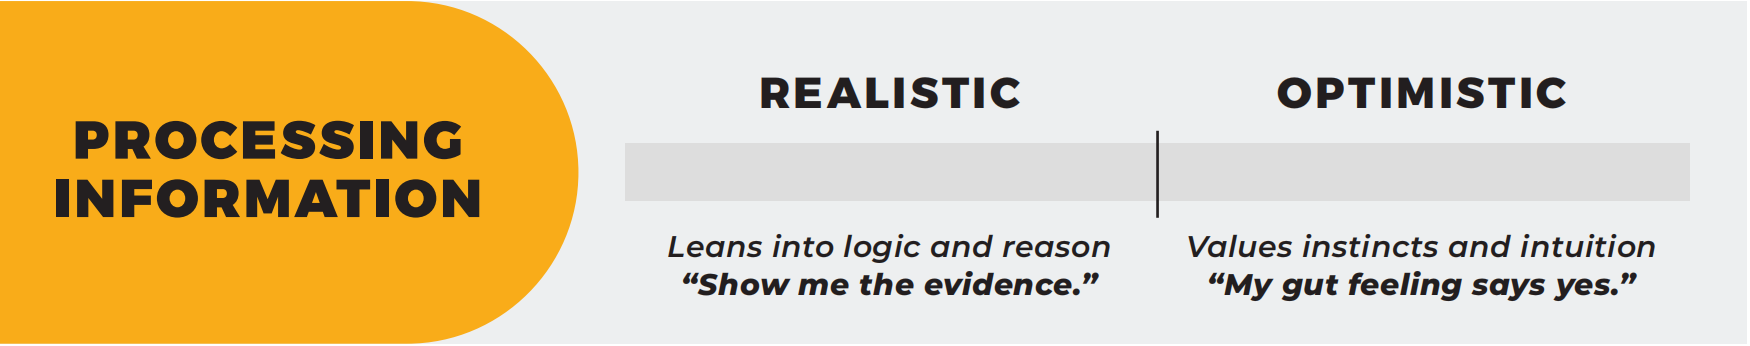 PROCESSING
INFORMATION
REALISTIC
Leans into logic and reason
“Show me the evidence.”
OPTIMISTIC
Values instincts and intuition
“My gut feeling says yes.”